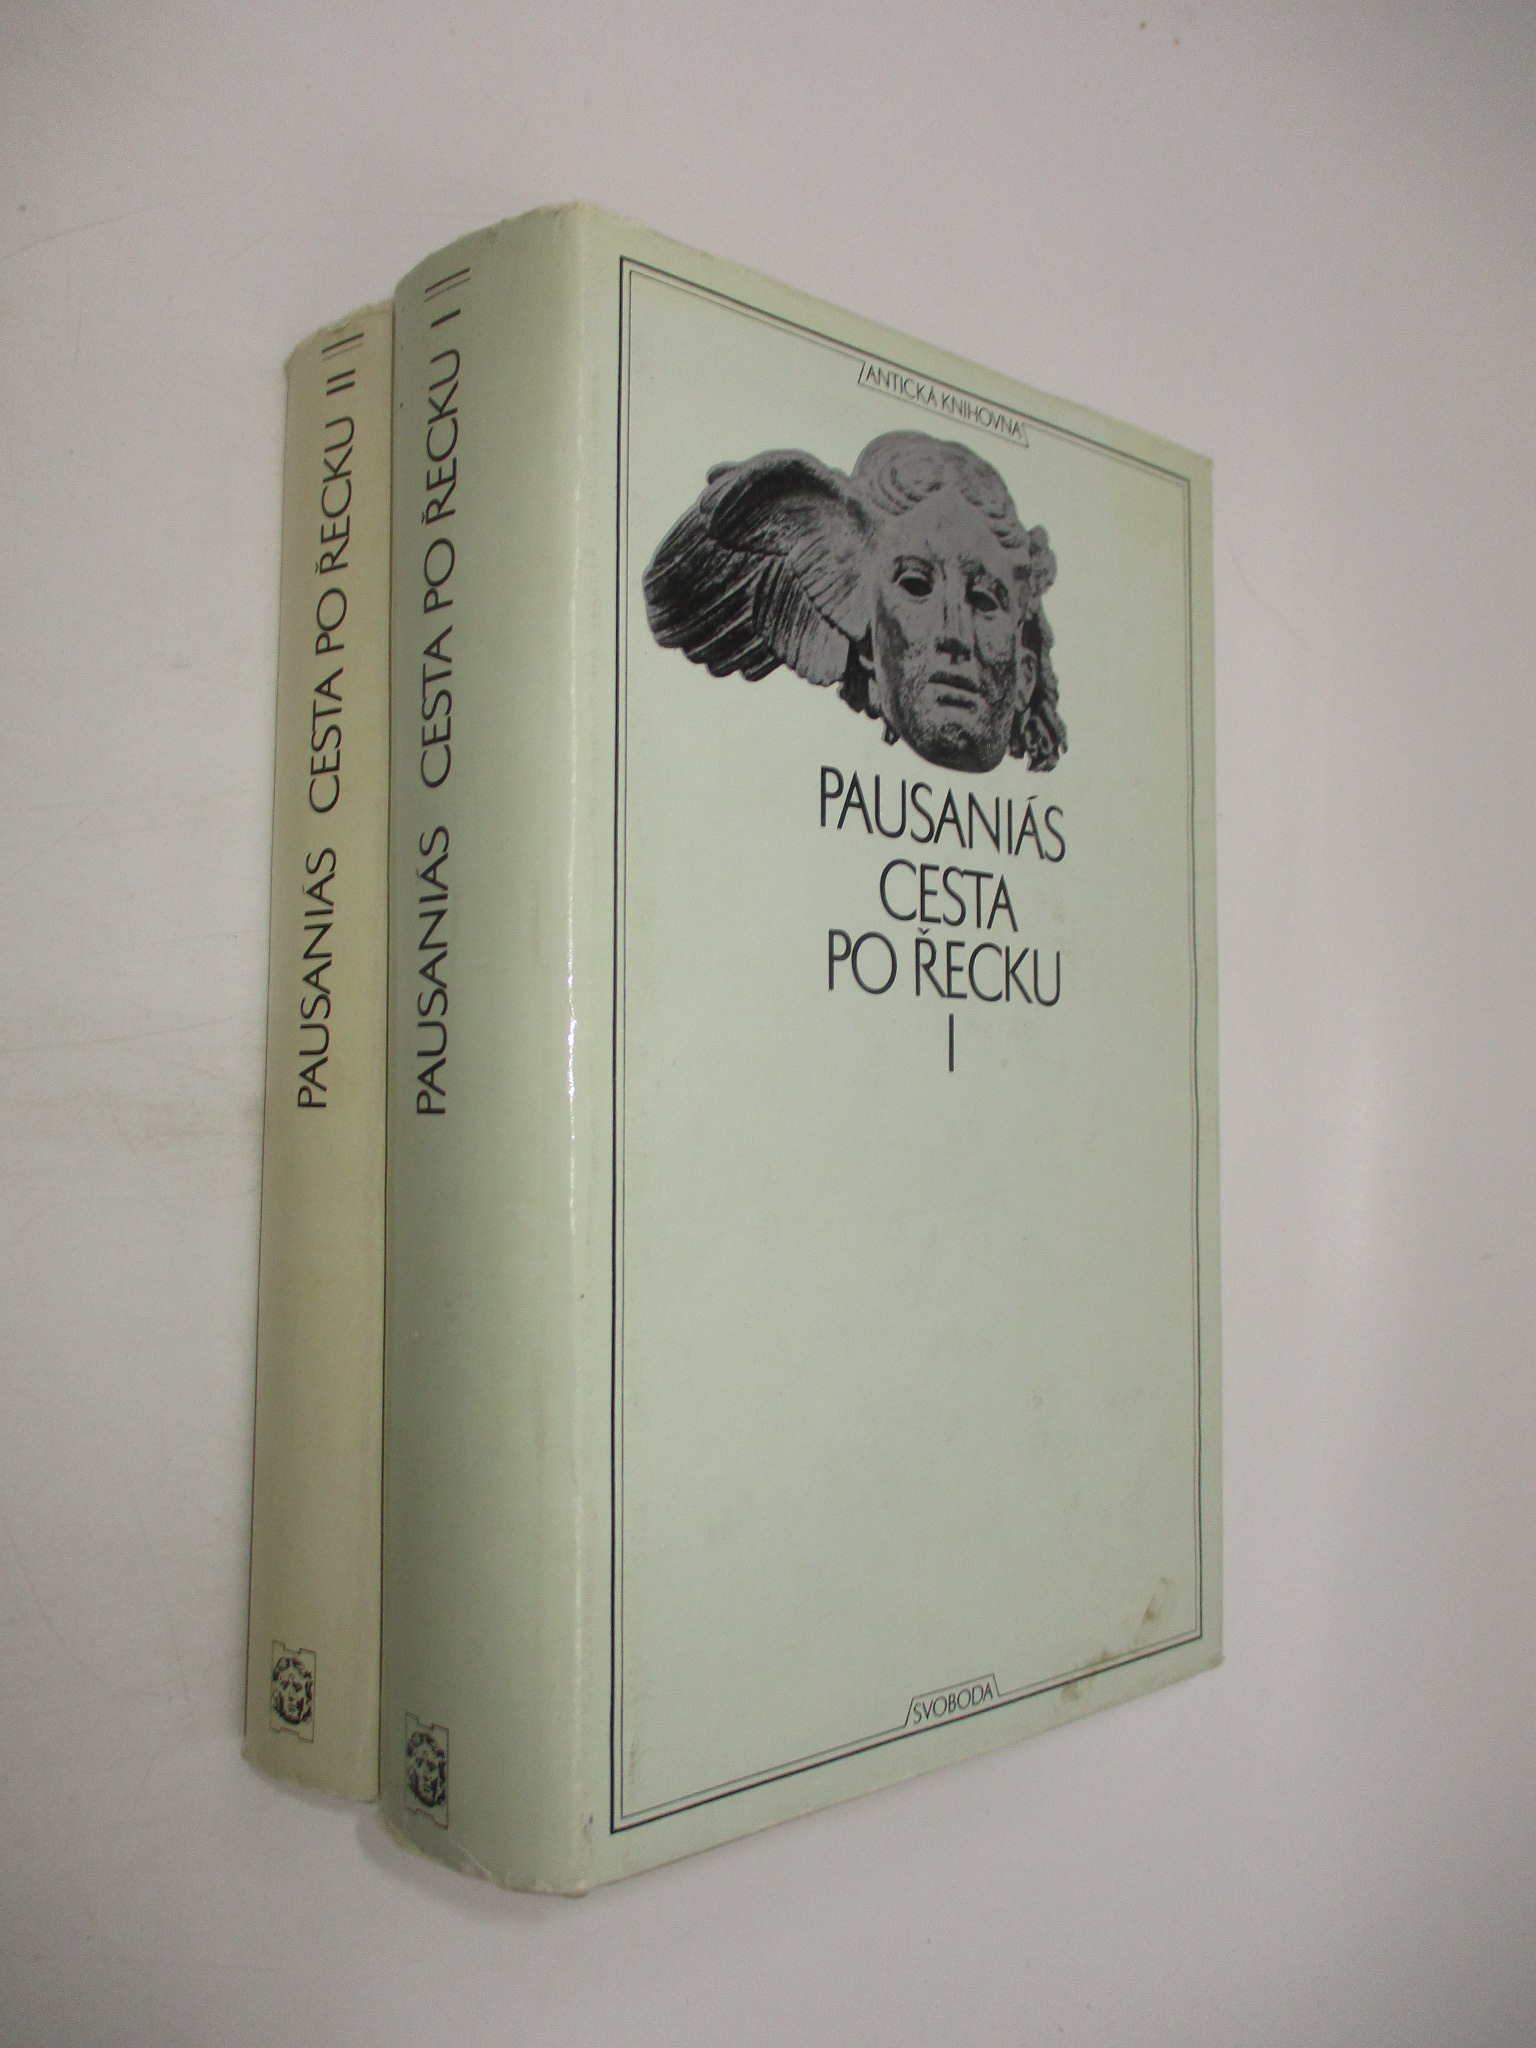 PAUSANIÁS CESTA PO ŘECKU II
PAUSANIÁS CESTA PO ŘECKU I
ANTICKÁ KNIHOVNA
PAUSANIÁS
CESTA
PO ŘECKU
I
SVOBODA